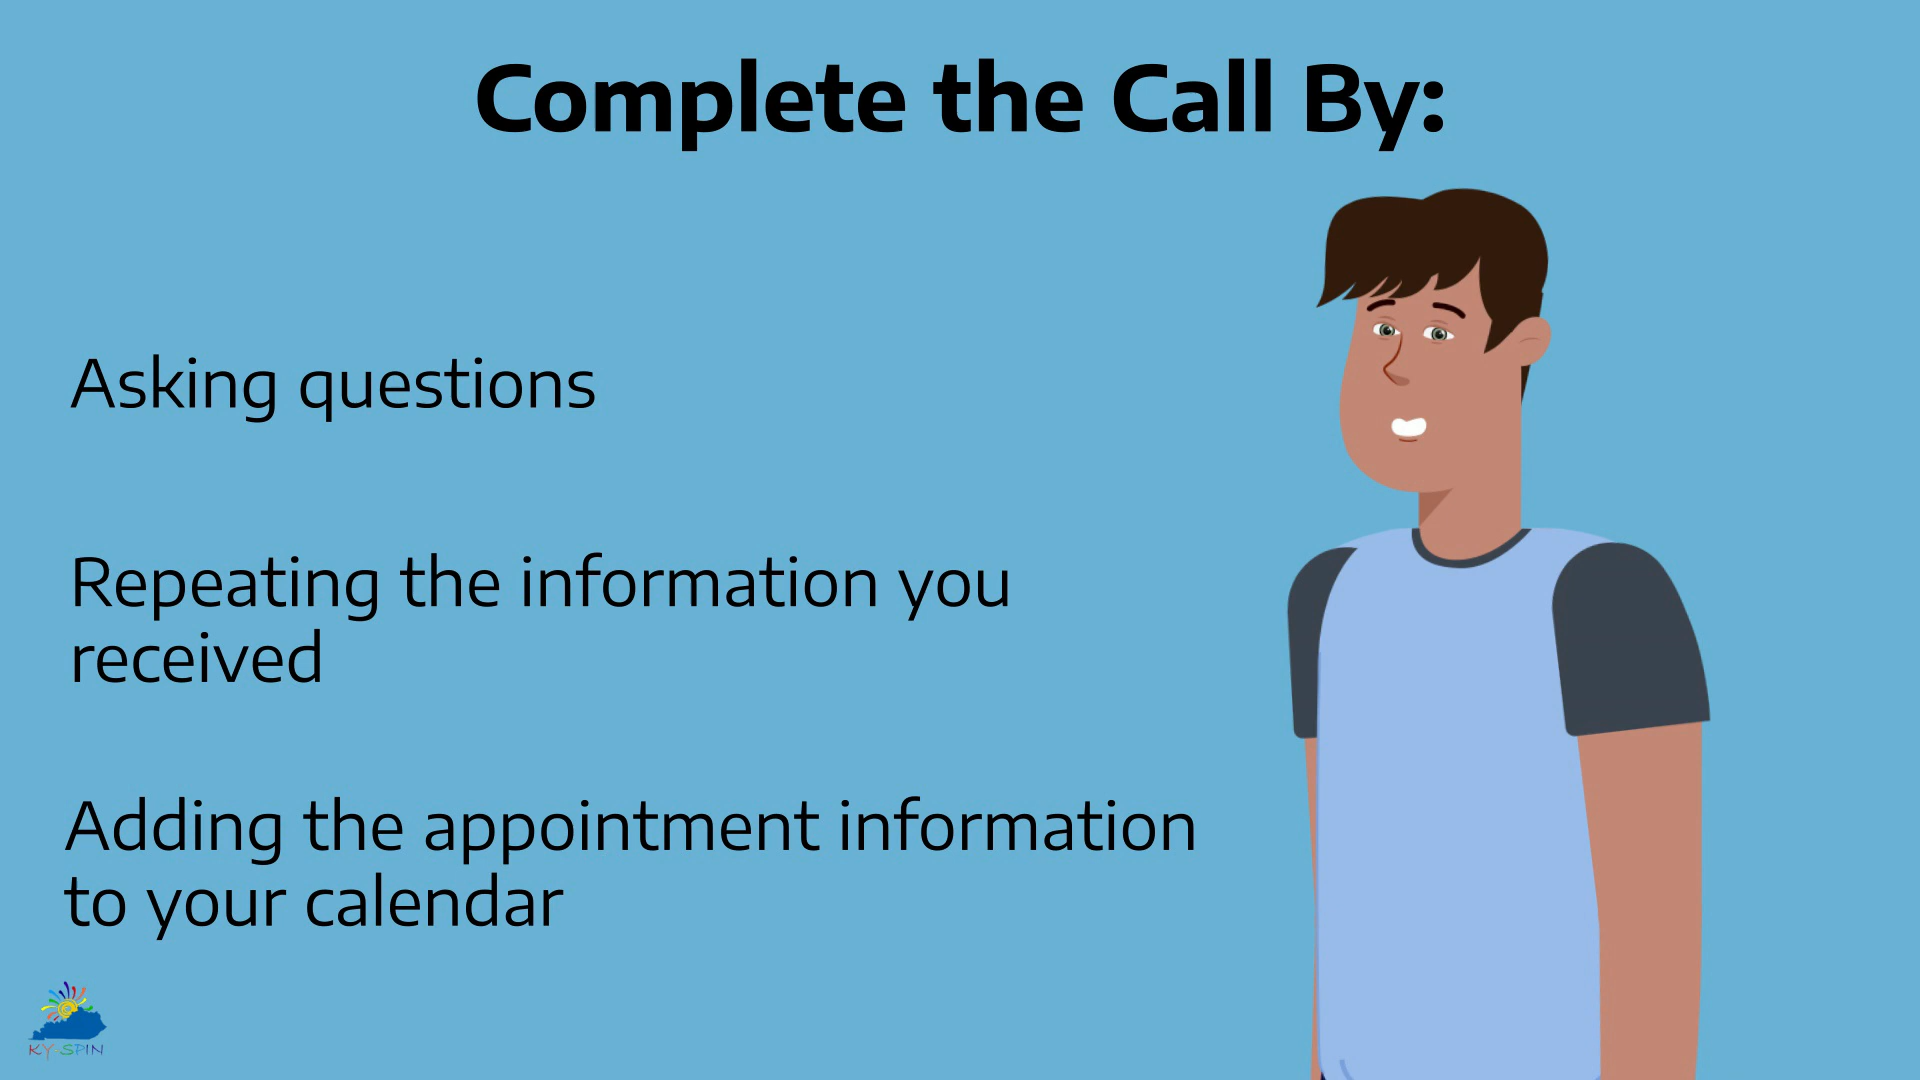 Complete the Call By:
Asking questions
Repeating the information you
received
Adding the appointment information
to your calendar
KY SPIN